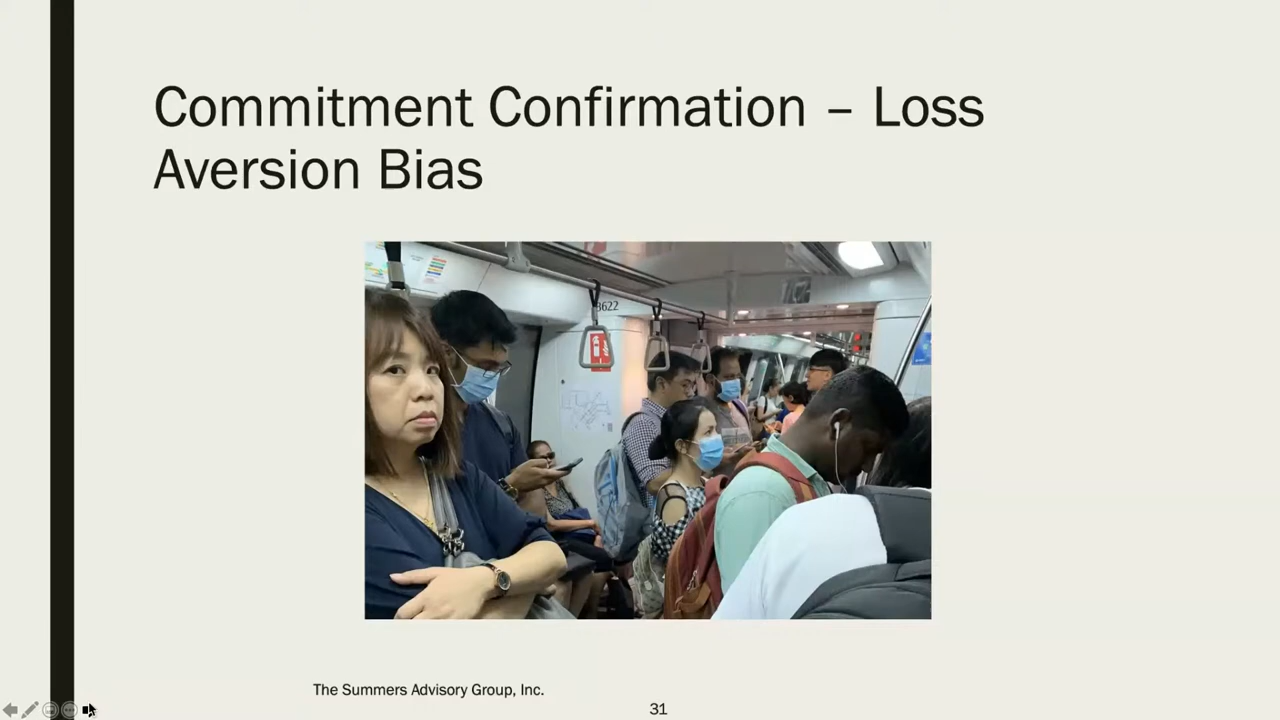 Commitment Confirmation – Loss
Aversion Bias
3622
The Summers Advisory Group, Inc.
31